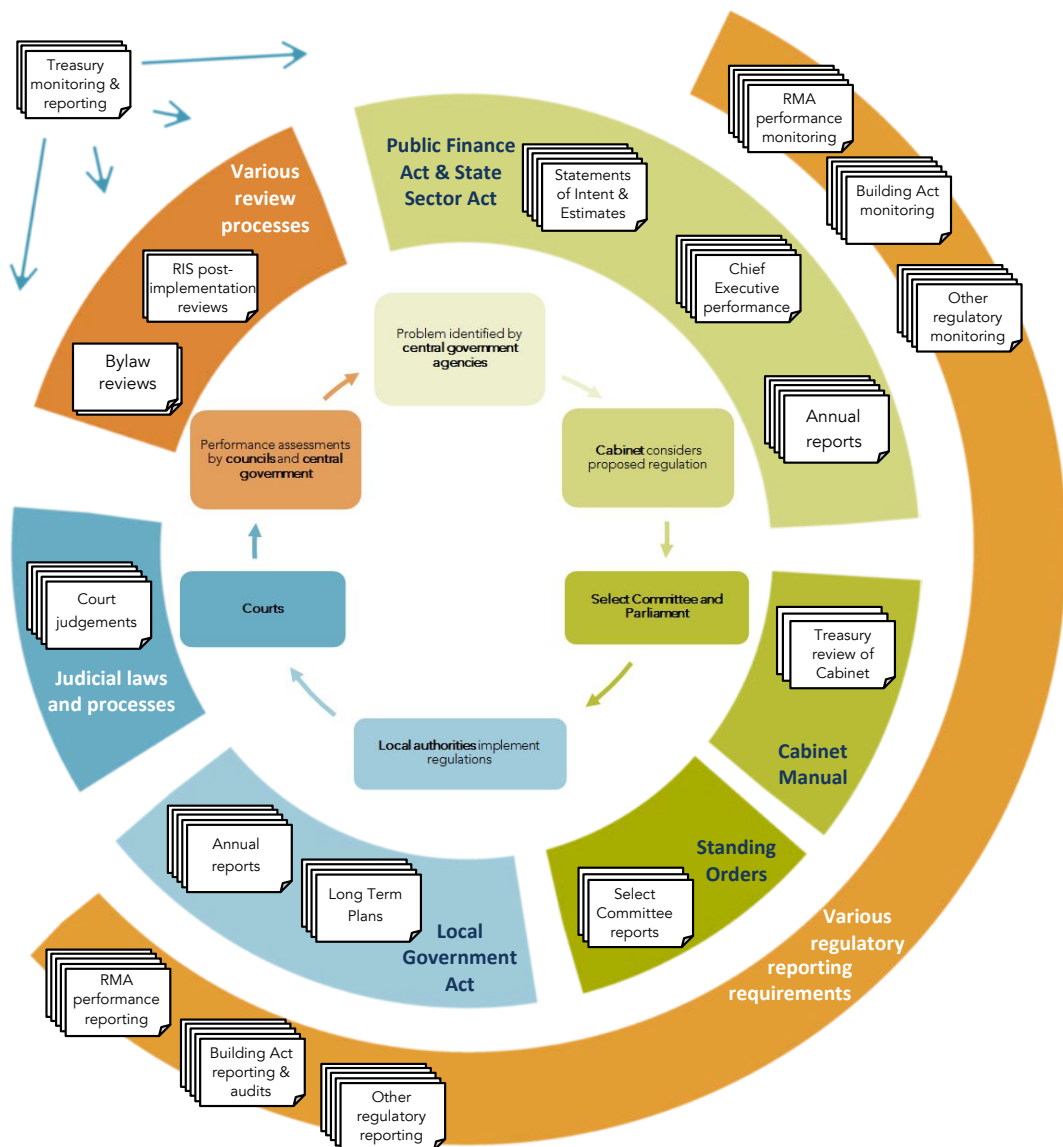 Treasury
monitoring &
reporting
Various
review
processes
RIS post-
implementation
reviews
Bylaw
reviews
Public Finance
Act & State
Sector Act
Statements
of Intent &
Estimates
Chief
Executive
performance
Annual
reports
RMA
performance
monitoring
Building Act
monitoring
Other
regulatory
monitoring
Problem identified by
central government
agencies
Cabinet considers
proposed regulation
Select Committee and
Parliament
Local authorities implement
regulations
Courts
Performance assessments
by councils and central
government
Court
judgements
Judicial laws
and processes
Treasury
review of
Cabinet
Cabinet
Manual
Standing
Orders
Select
Committee
reports
Annual
reports
Long Term
Plans
Local
Government
Act
Various
regulatory
reporting
requirements
RMA
performance
reporting
Building Act
reporting &
audits
Other
regulatory
reporting